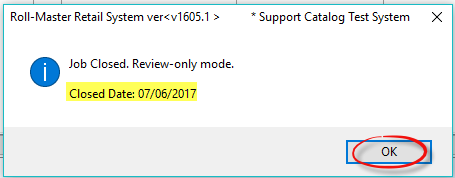 Roll-Master Retail System ver<v1605.1 > * Support Catalog Test System
Job Closed. Review-only mode.
Closed Date: 07/06/2017
OK